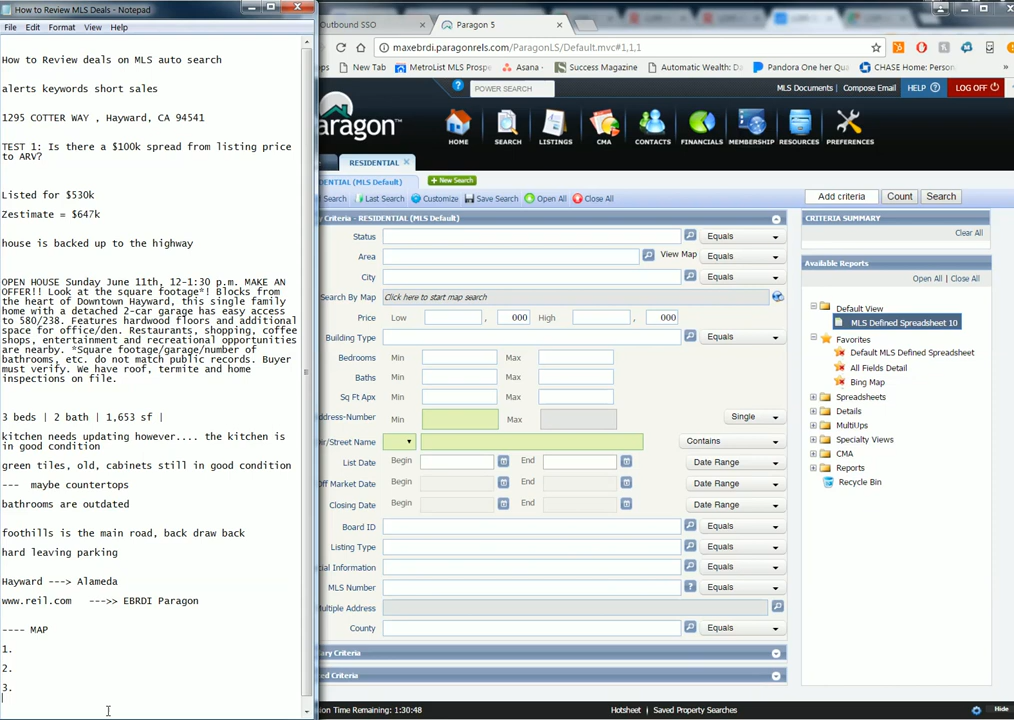 How to Review MLS Deals - Notepad
File Edit Format View Help
How to Review deals on MLS auto search
alerts keywords short sales
1295 COTTER WAY , Hayward, CA 94541
TEST 1: Is there a $100k spread from listing price
to ARV?
Listed for $530k
Zestimate = $647k
house is backed up to the highway
OPEN HOUSE Sunday June 11th, 12-1:30 p.m. MAKE AN
OFFER!! Look at the square footage*! Blocks from
the heart of Downtown Hayward, this single family
home with a detached 2-car garage has easy access
to 580/238. Features hardwood floors and additional
space for office/den. Restaurants, shopping, coffee
shops, entertainment and recreational opportunities
are nearby. *Square footage/garage/number of
bathrooms, etc. do not match public records. Buyer
must verify. We have roof, termite and home
inspections on file.
3 beds | 2 bath | 1,653 sf |
kitchen needs updating however.... the kitchen is
in good condition
green tiles, old, cabinets still in good condition
--- maybe countertops
bathrooms are outdated
foothills is the main road, back draw back
hard leaving parking
Hayward ---> Alameda
www.reil.com --->> EBRDI Paragon
---- MAP
1.
2.
3.
Outbound SSO Paragon 5
maxebrdi.paragonrels.com/ParagonLS/Default.mvc#1,1,1
ps New Tab MetroList MLS Prospe Asana - Success Magazine Automatic Wealth: Da Pandora One her Qua CHASE Home: Person
POWER SEARCH MLS Documents Compose Email HELP LOG OFF
Paragon
HOME SEARCH LISTINGS CMA CONTACTS FINANCIALS MEMBERSHIP RESOURCES PREFERENCES
RESIDENTIAL
DENTIAL (MLS Default) + New Search
Search Last Search Customize Save Search Open All Close All
Add criteria Count Search
y Criteria - RESIDENTIAL (MLS Default)
Status Equals
Area View Map Equals
City Equals
Search By Map Click here to start map search
Price Low , 000 High , 000
Building Type Equals
Bedrooms Min Max
Baths Min Max
Sq Ft Apx Min Max
ddress-Number Min Max Single
Dir/Street Name Contains
List Date Begin End Date Range
Off Market Date Begin End Date Range
Closing Date Begin End Date Range
Board ID Equals
Listing Type Equals
ecial Information Equals
MLS Number Equals
Multiple Address
County Equals
dary Criteria
ed Criteria
CRITERIA SUMMARY
Clear All
Available Reports
Open All | Close All
Default View
MLS Defined Spreadsheet 10
Favorites
Default MLS Defined Spreadsheet
All Fields Detail
Bing Map
Spreadsheets
Details
MultiUps
Specialty Views
CMA
Reports
Recycle Bin
sion Time Remaining: 1:30:48 Hotsheet | Saved Property Searches Hide